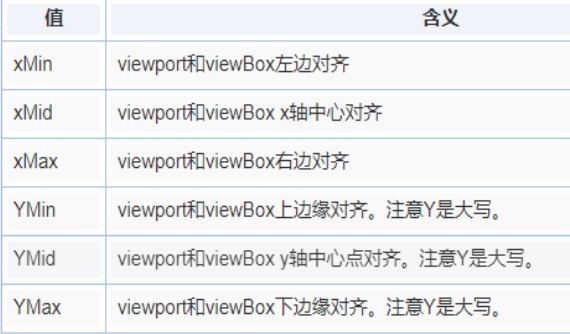 值 含义
xMin viewport和viewBox左边对齐
xMid viewport和viewBox x轴中心对齐
xMax viewport和viewBox右边对齐
YMin viewport和viewBox上边缘对齐。注意Y是大写。
YMid viewport和viewBox y轴中心点对齐。注意Y是大写。
YMax viewport和viewBox下边缘对齐。注意Y是大写。